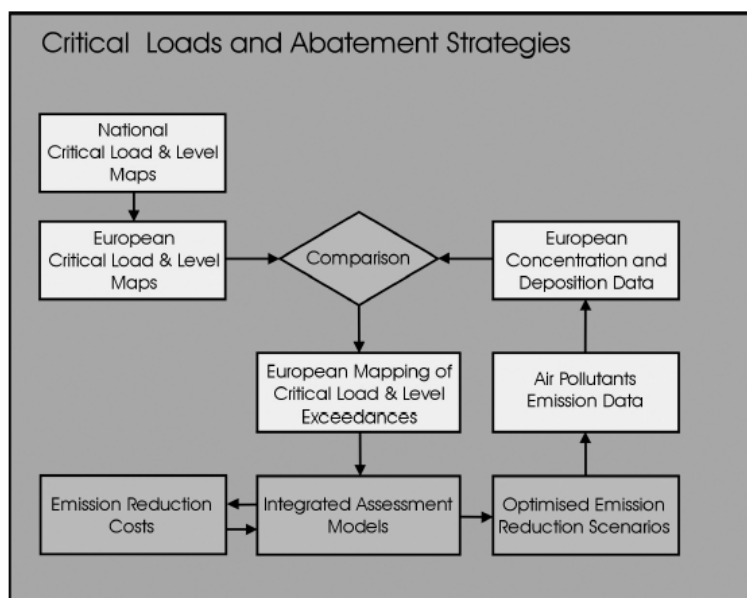 Critical Loads and Abatement Strategies
National
Critical Load & Level
Maps
European
Critical Load & Level
Maps
Comparison
European
Concentration and
Deposition Data
European Mapping of
Critical Load & Level
Exceedances
Air Pollutants
Emission Data
Emission Reduction
Costs
Integrated Assessment
Models
Optimised Emission
Reduction Scenarios